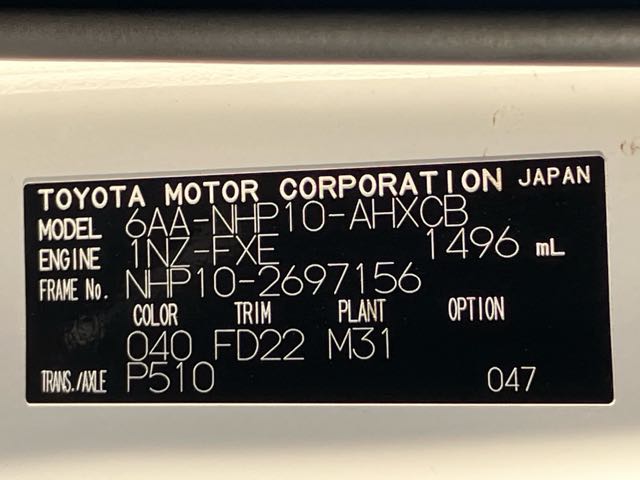 TOYOTA MOTOR CORPORATION JAPAN
MODEL 6AA-NHP10-AHXCB
ENGINE 1NZ-FXE 1496 mL
FRAME No. NHP10-2697156
COLOR TRIM PLANT OPTION
040 FD22 M31
TRANS./AXLE P510 047